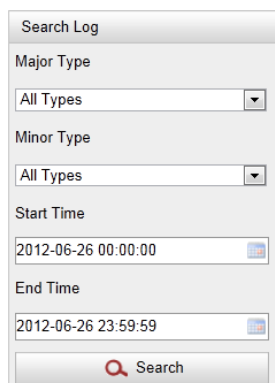 Search Log
Major Type
All Types
Minor Type
All Types
Start Time
2012-06-26 00:00:00
End Time
2012-06-26 23:59:59
Search